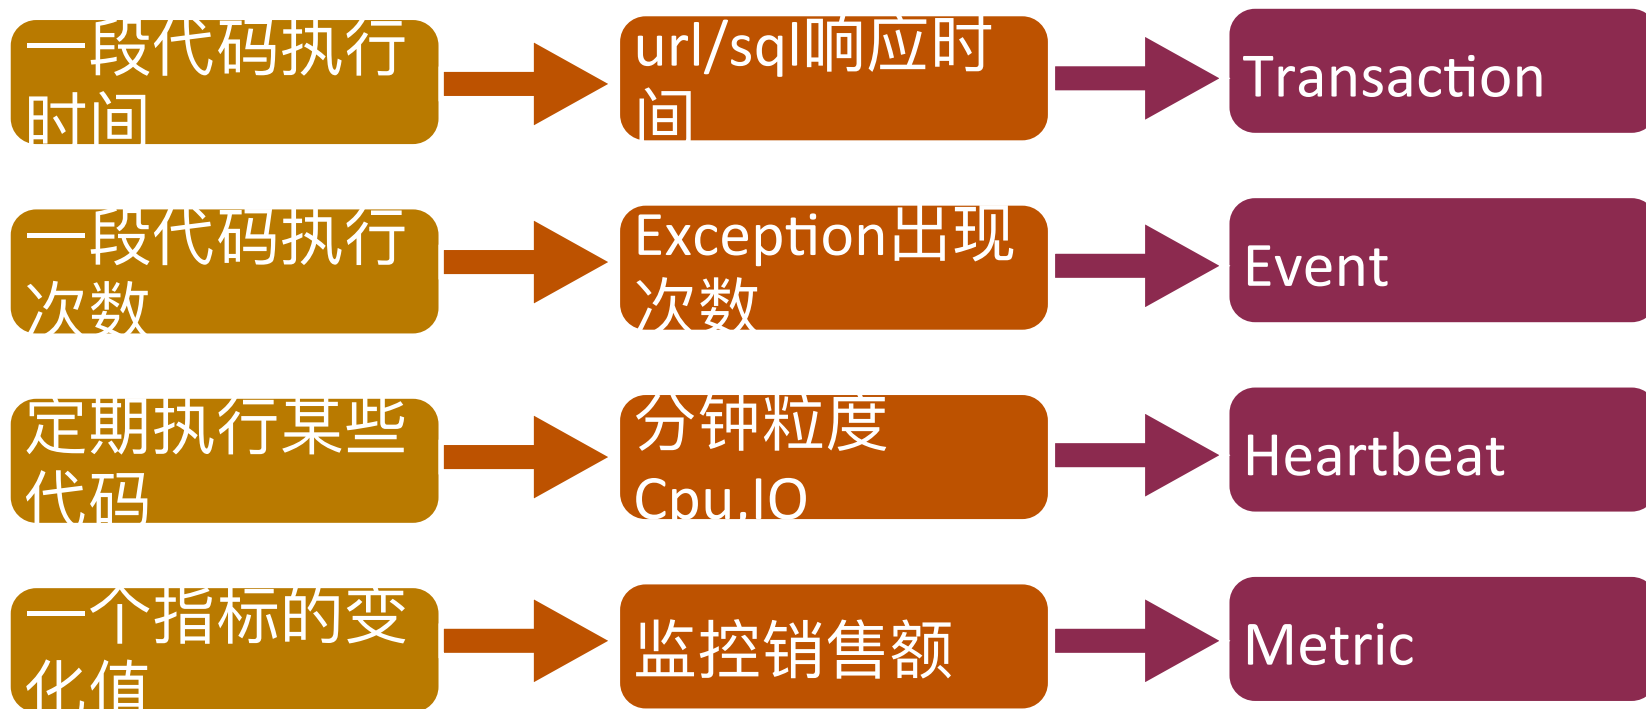 一段代码执行
时间
url/sql响应时
间
Transaction
一段代码执行
次数
Exception出现
次数
Event
定期执行某些
代码
分钟粒度
Cpu,IO
Heartbeat
一个指标的变
化值
监控销售额
Metric